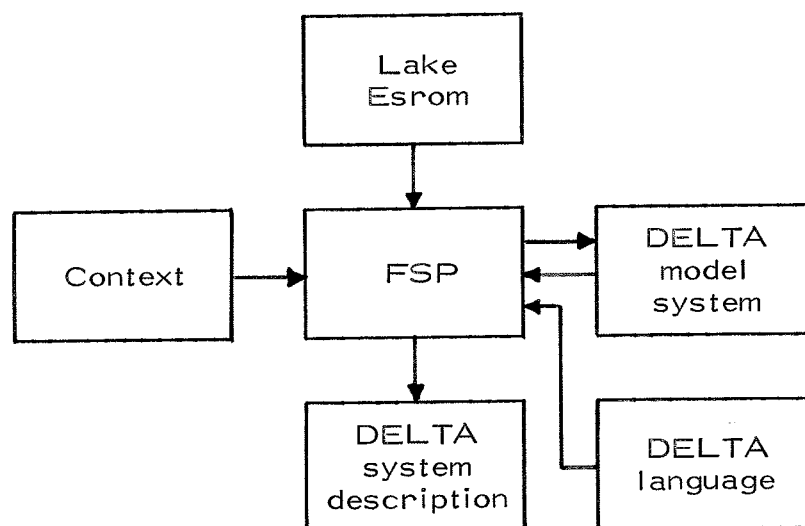 Lake
Esrom
Context
FSP
DELTA
model
system
DELTA
system
description
DELTA
language